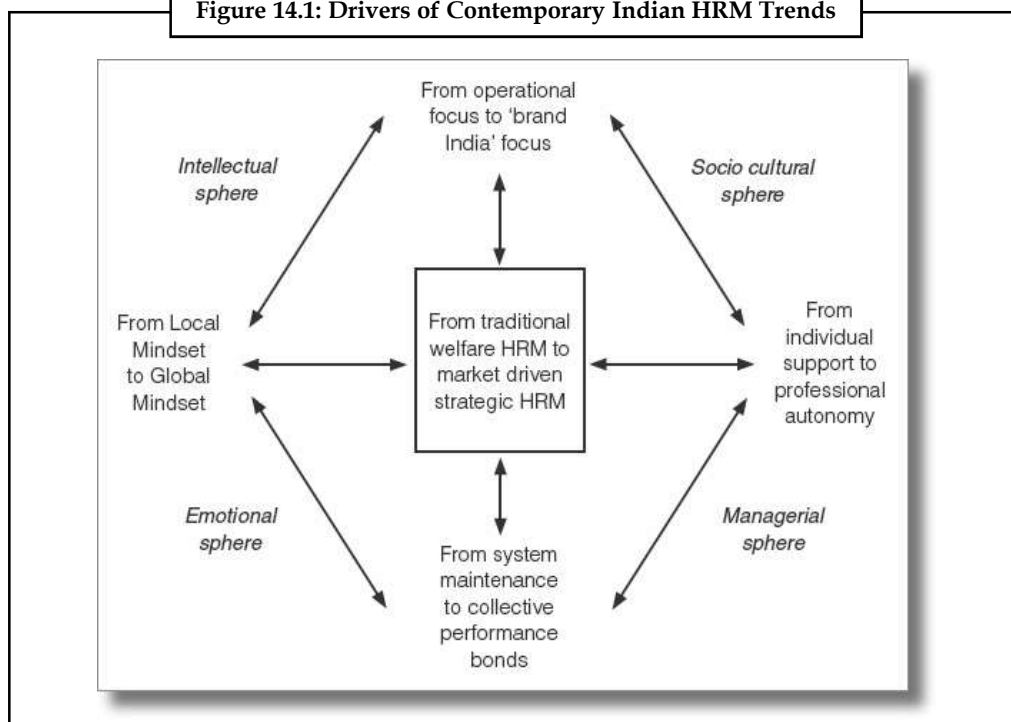 Figure 14.1: Drivers of Contemporary Indian HRM Trends
From operational
focus to ‘brand
India’ focus
Intellectual
sphere
Socio cultural
sphere
From Local
Mindset
to Global
Mindset
From traditional
welfare HRM to
market driven
strategic HRM
From
individual
support to
professional
autonomy
Emotional
sphere
Managerial
sphere
From system
maintenance
to collective
performance
bonds